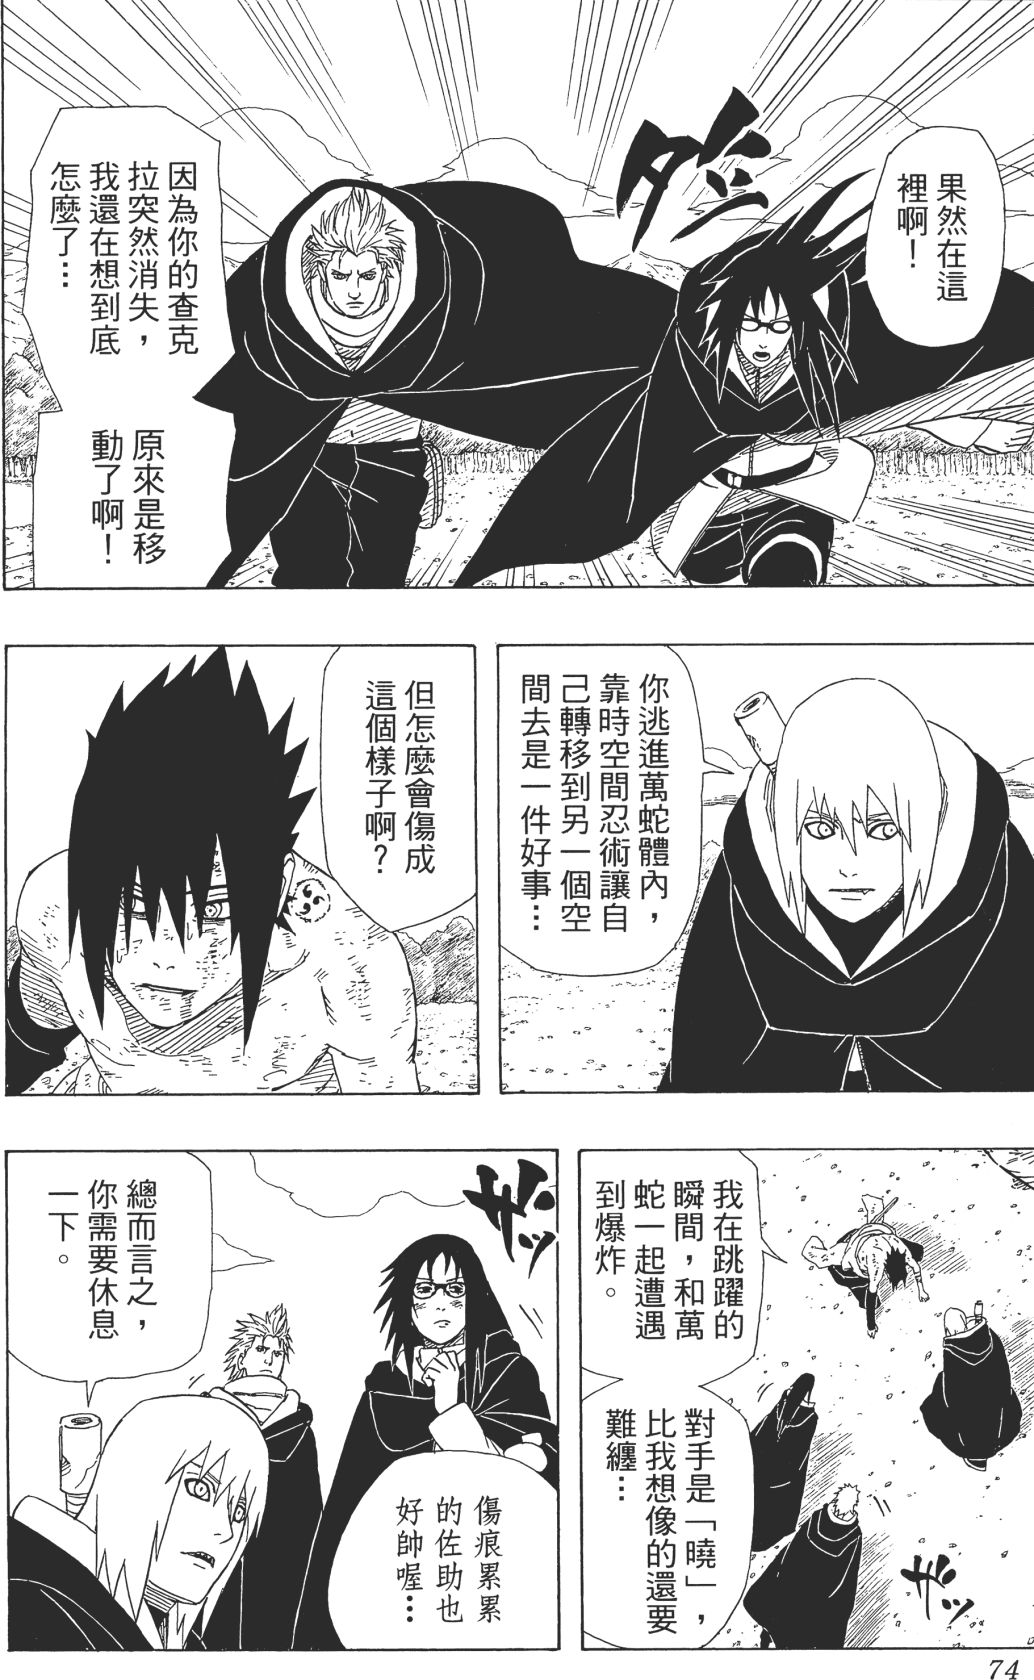 果然在這
裡啊！
ダッ
因為你的查克
拉突然消失，
我還在想到底
怎麼了…
原來是移
動了啊！
你逃進萬蛇體內，
靠時空間忍術讓自
己轉移到另一個空
間去是一件好事…
但怎麼會傷成
這個樣子啊？
我在跳躍的
瞬間，和萬
蛇一起遭遇
到爆炸。
對手是「曉」，
比我想像的還要
難纏…
ザッ
ザッ
傷痕累累
的佐助也
好帥喔…
總而言之，
你需要休息
一下。
74